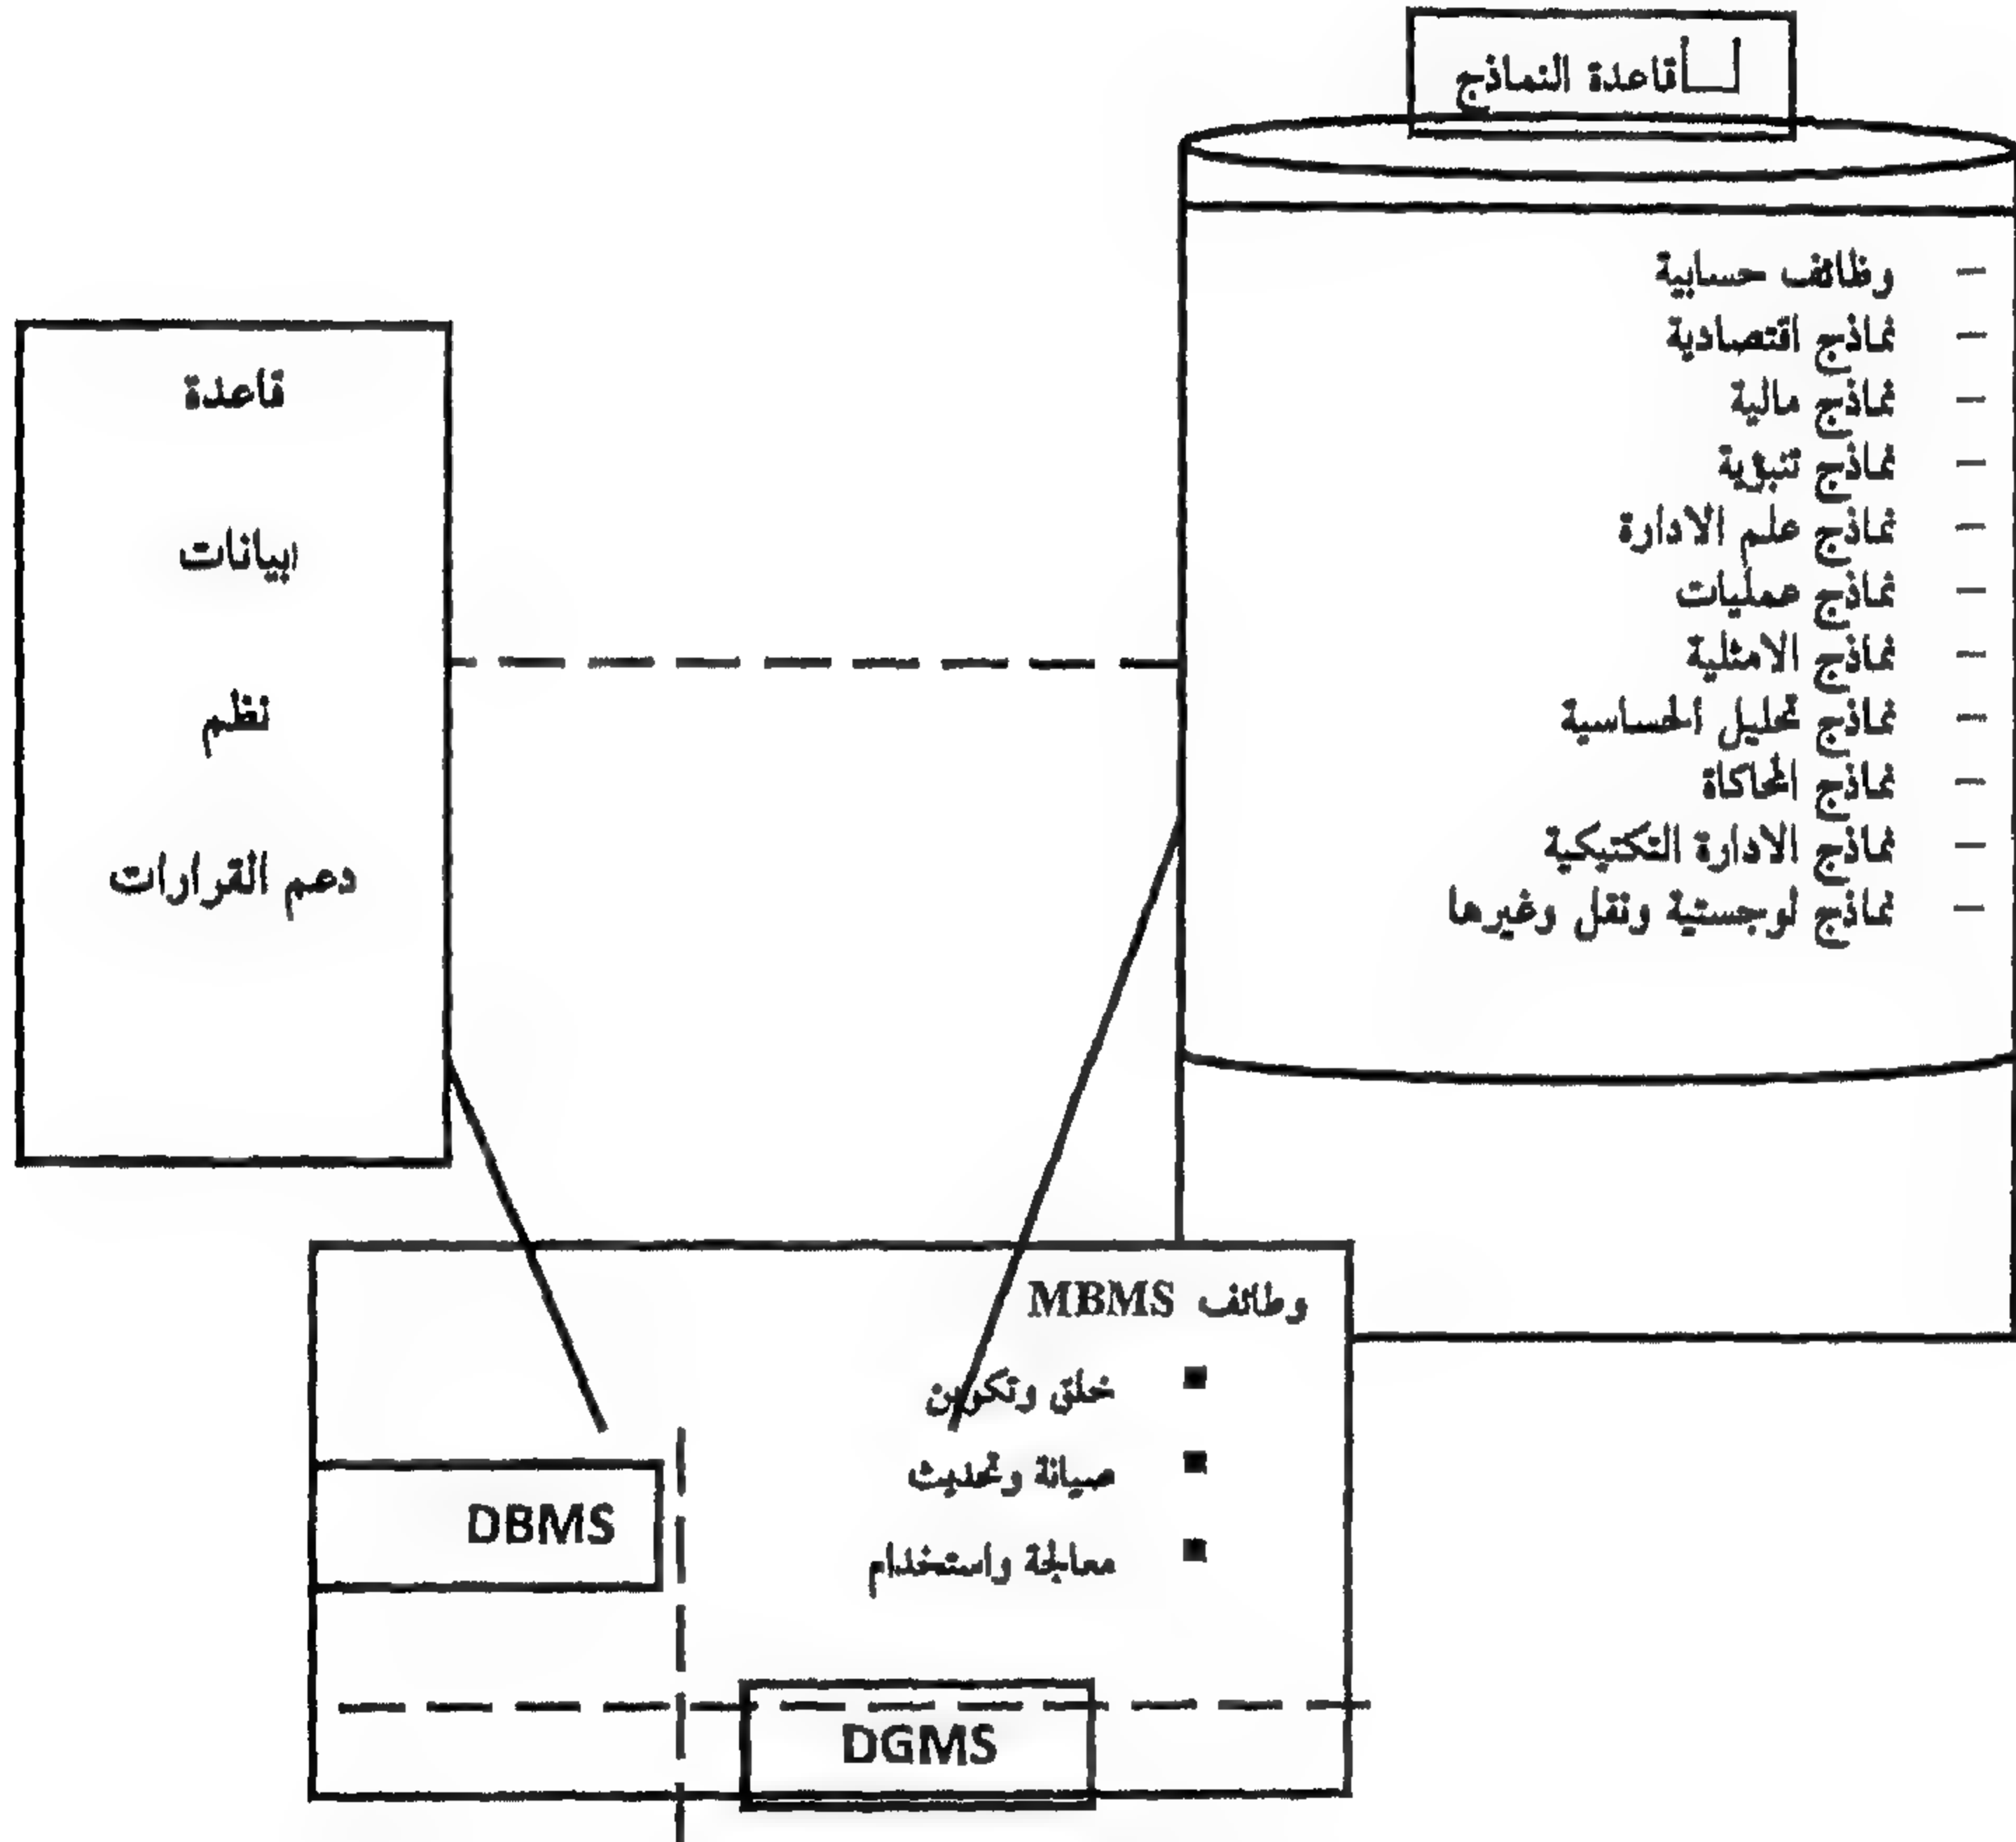 قاعدة النماذج
– وظائف حسابية
– نماذج اقتصادية
– نماذج مالية
– نماذج تنبؤية
– نماذج علم الادارة
– نماذج عمليات
– نماذج الامثلية
– نماذج تحليل الحساسية
– نماذج المحاكاة
– نماذج الادارة التكتيكية
– نماذج لوجستية ونقل وغيرها
قاعدة
ابيانات
نظم
دعم القرارات
وظائف MBMS
▪ خلق وتكوين
▪ صيانة وتحديث
▪ معالجة واستخدام
DBMS
DGMS